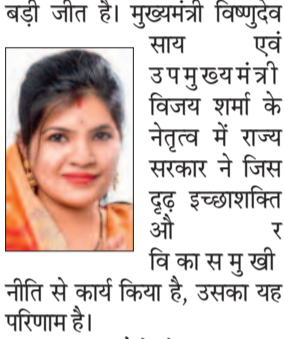 बड़ी जीत है। मुख्यमंत्री विष्णुदेव
साय एवं
उपमुख्यमंत्री
विजय शर्मा के
नेतृत्व में राज्य
सरकार ने जिस
दृढ़ इच्छाशक्ति
औ र
वि का स मु खी
नीति से कार्य किया है, उसका यह
परिणाम है।